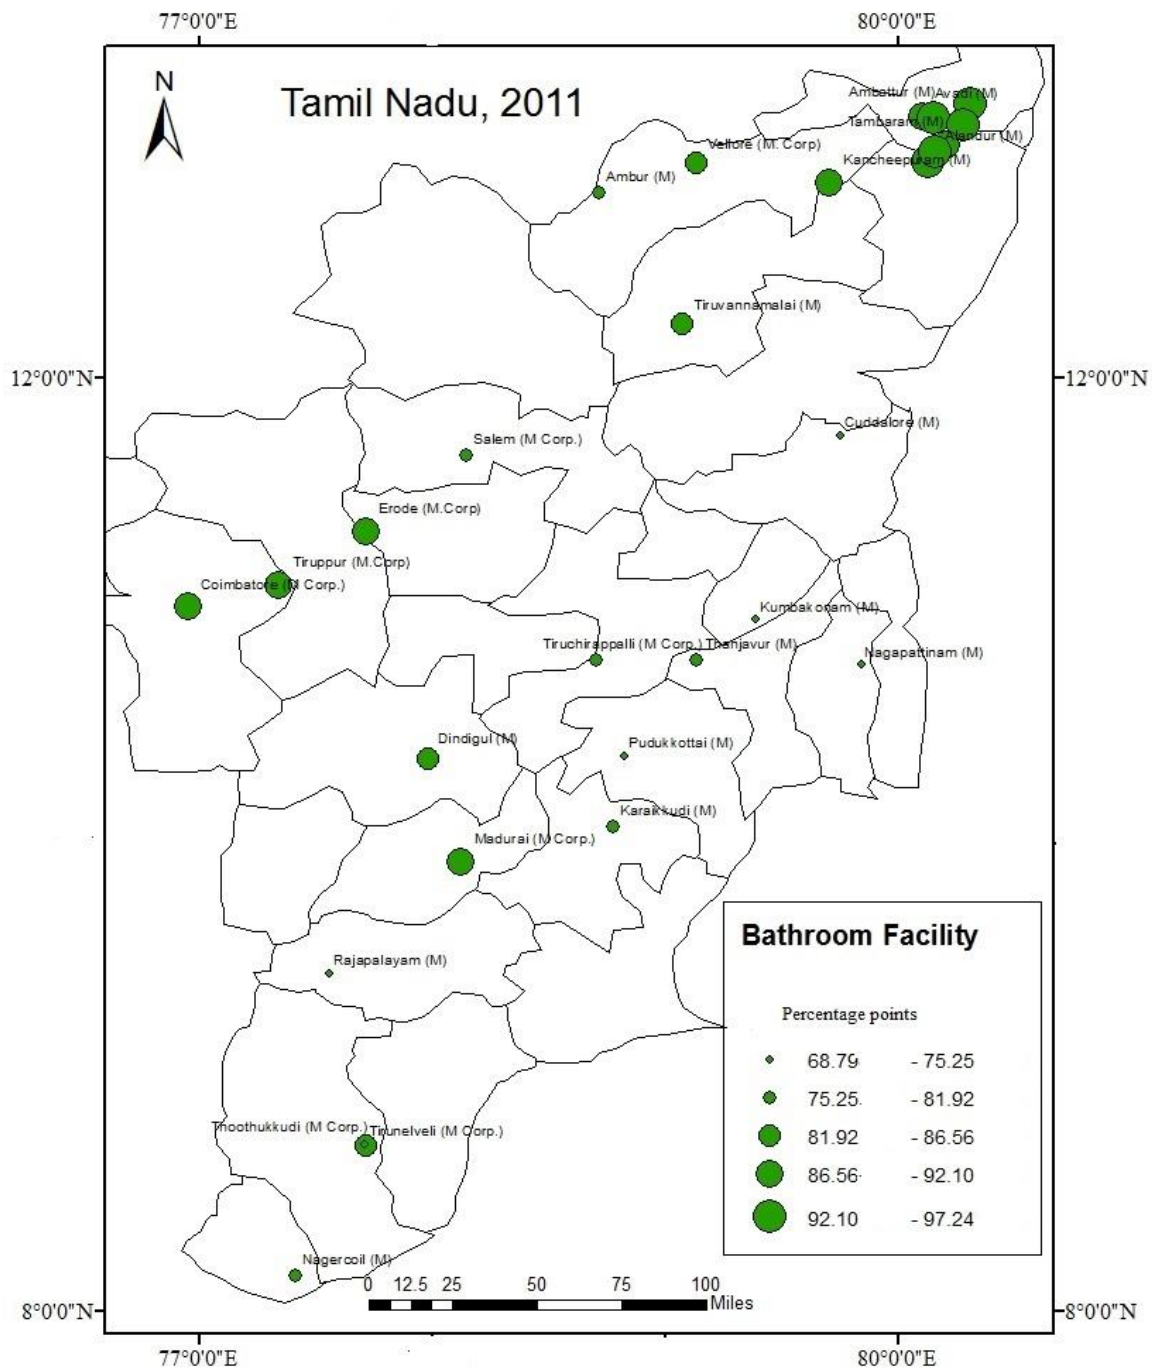 77°0'0"E 80°0'0"E
N
Tamil Nadu, 2011
Ambattur (M) Avadi (M)
Tambaram (M)
Alandur (M)
Vellore (M. Corp)
Kancheepuram (M)
Ambur (M)
Tiruvannamalai (M)
12°0'0"N 12°0'0"N
Cuddalore (M)
Salem (M Corp.)
Erode (M.Corp)
Tiruppur (M.Corp)
Coimbatore (M Corp.)
Kumbakonam (M)
Tiruchirappalli (M Corp.) Thanjavur (M)
Nagapattinam (M)
Dindigul (M)
Pudukkottai (M)
Karaikkudi (M)
Madurai (M Corp.)
Rajapalayam (M)
Bathroom Facility
Percentage points
68.79 - 75.25
75.25 - 81.92
81.92 - 86.56
86.56 - 92.10
92.10 - 97.24
Thoothukkudi (M Corp.) Tirunelveli (M Corp.)
Nagercoil (M)
0 12.5 25 50 75 100
Miles
8°0'0"N 8°0'0"N
77°0'0"E 80°0'0"E